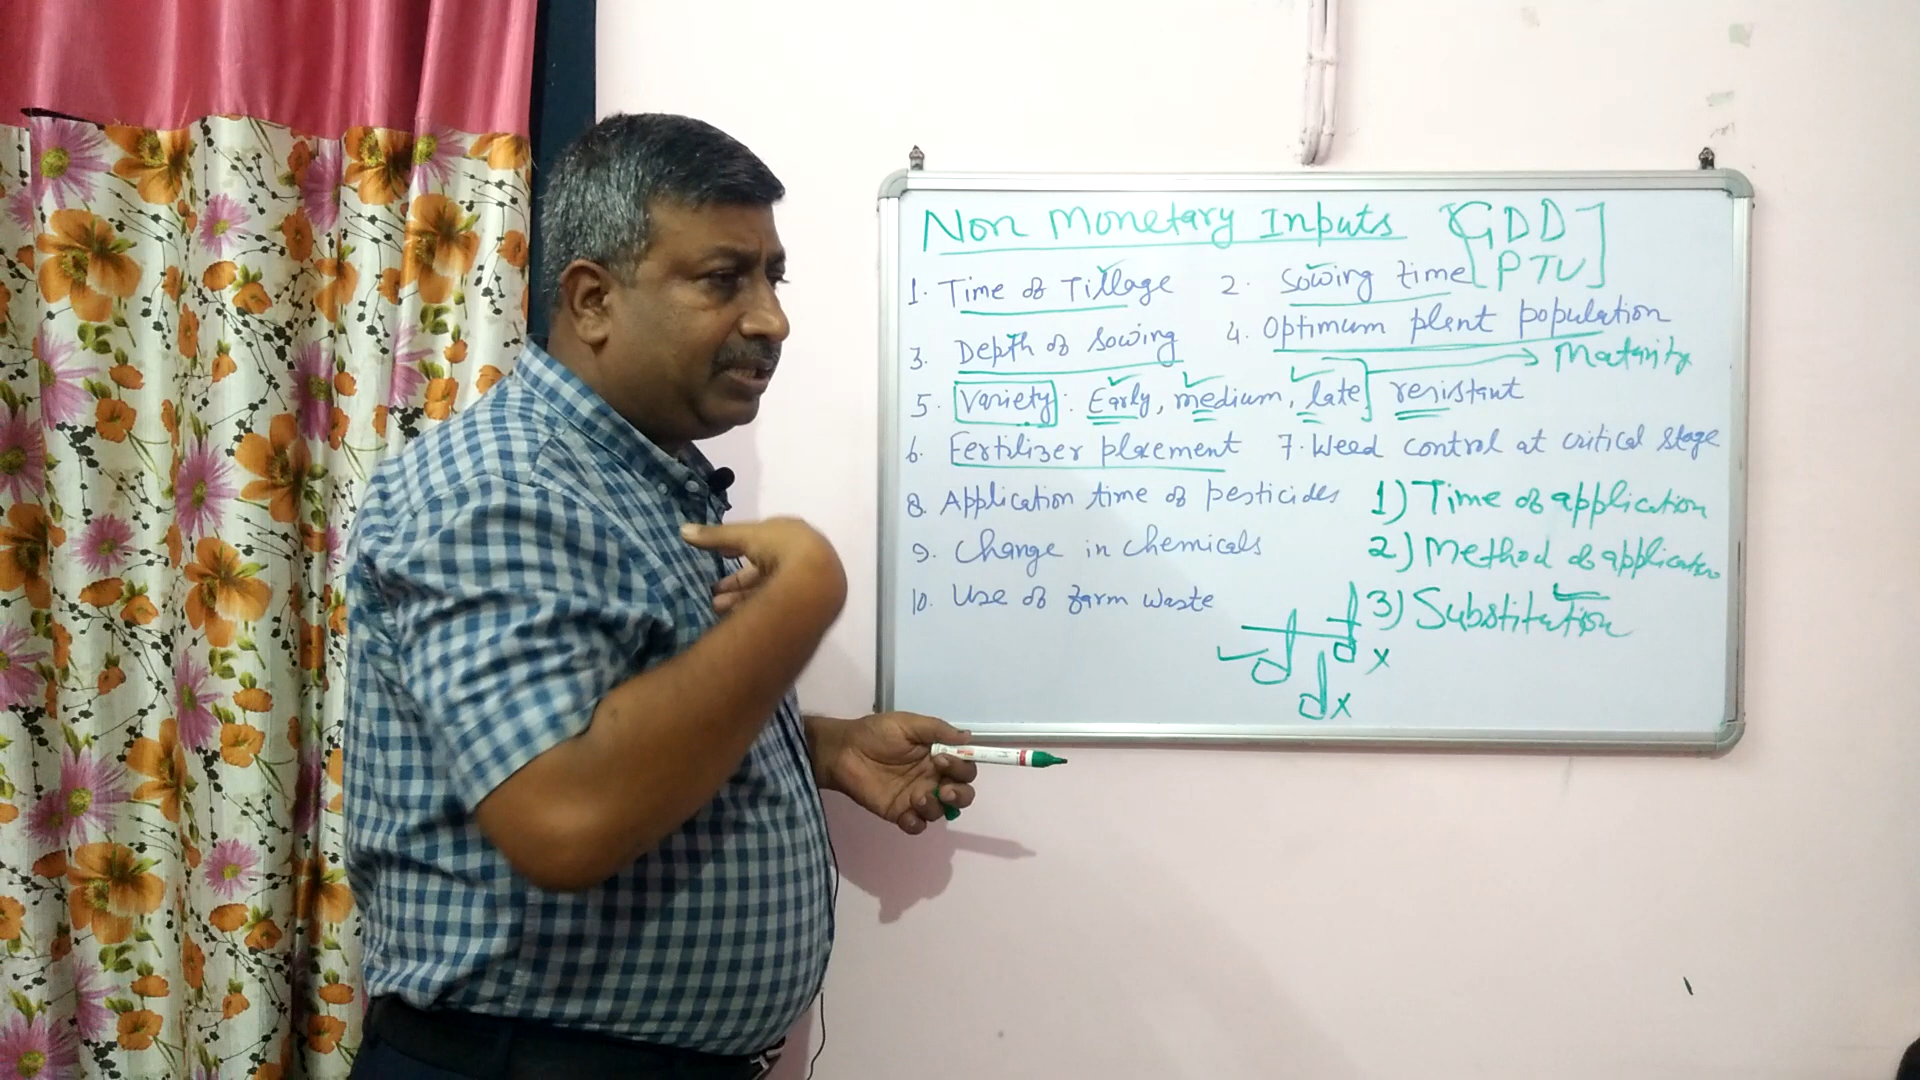 Non Monetary Inputs [GDD]
1. Time of Tillage 2. Sowing time [PTU]
3. Depth of Sowing 4. Optimum plant population
→ Maturity
5. Variety: Early, medium, late] resistant
6. Fertilizer placement 7. Weed control at critical stage
8. Application time of pesticides 1) Time of application
9. Change in chemicals 2) Method of application
10. Use of farm waste 3) Substitution
d d x
d x